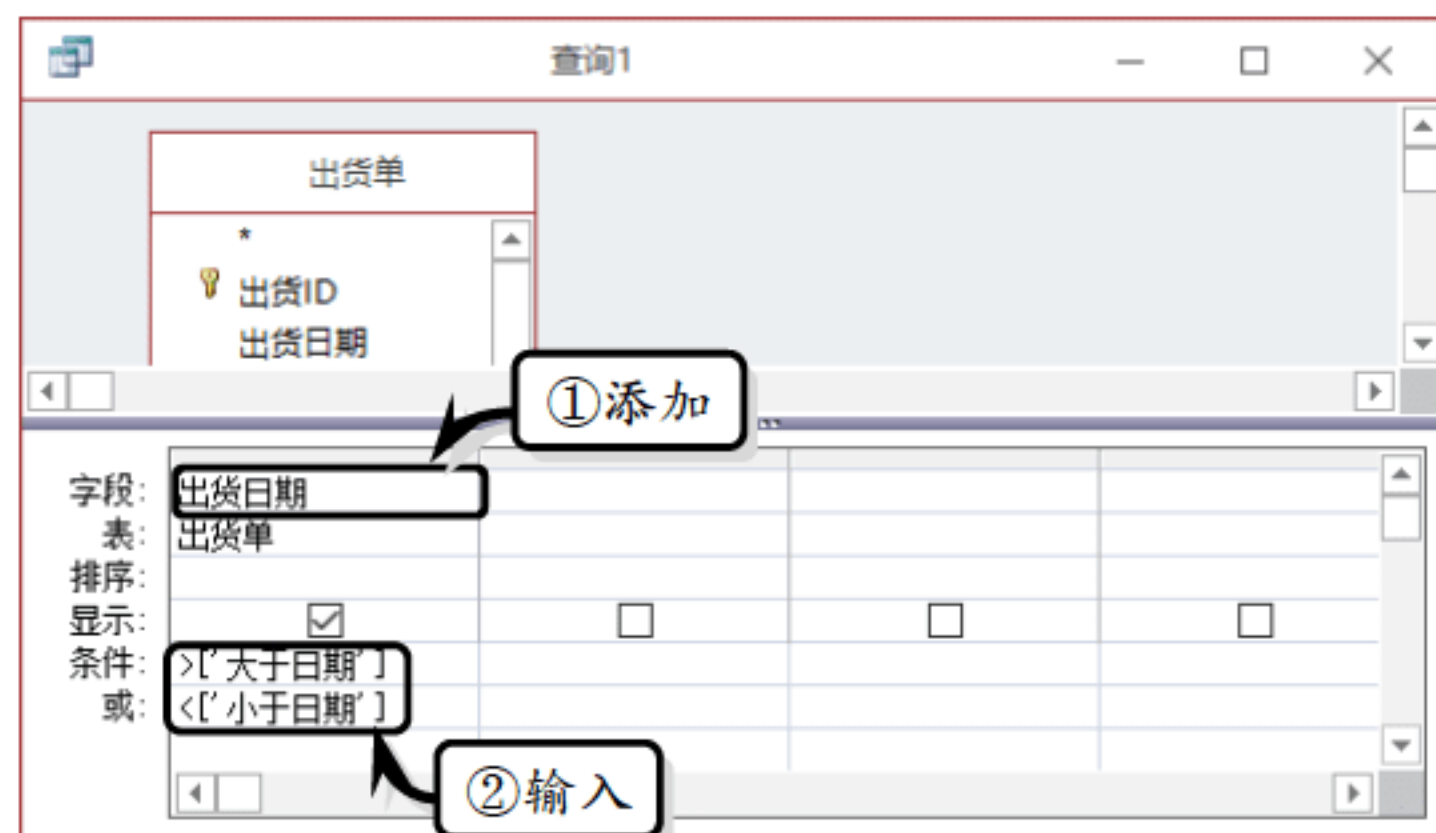 查询1
出货单
*
出货ID
出货日期
①添加
字段: 出货日期
表: 出货单
排序:
显示:
条件: >['大于日期']
或: <['小于日期']
②输入